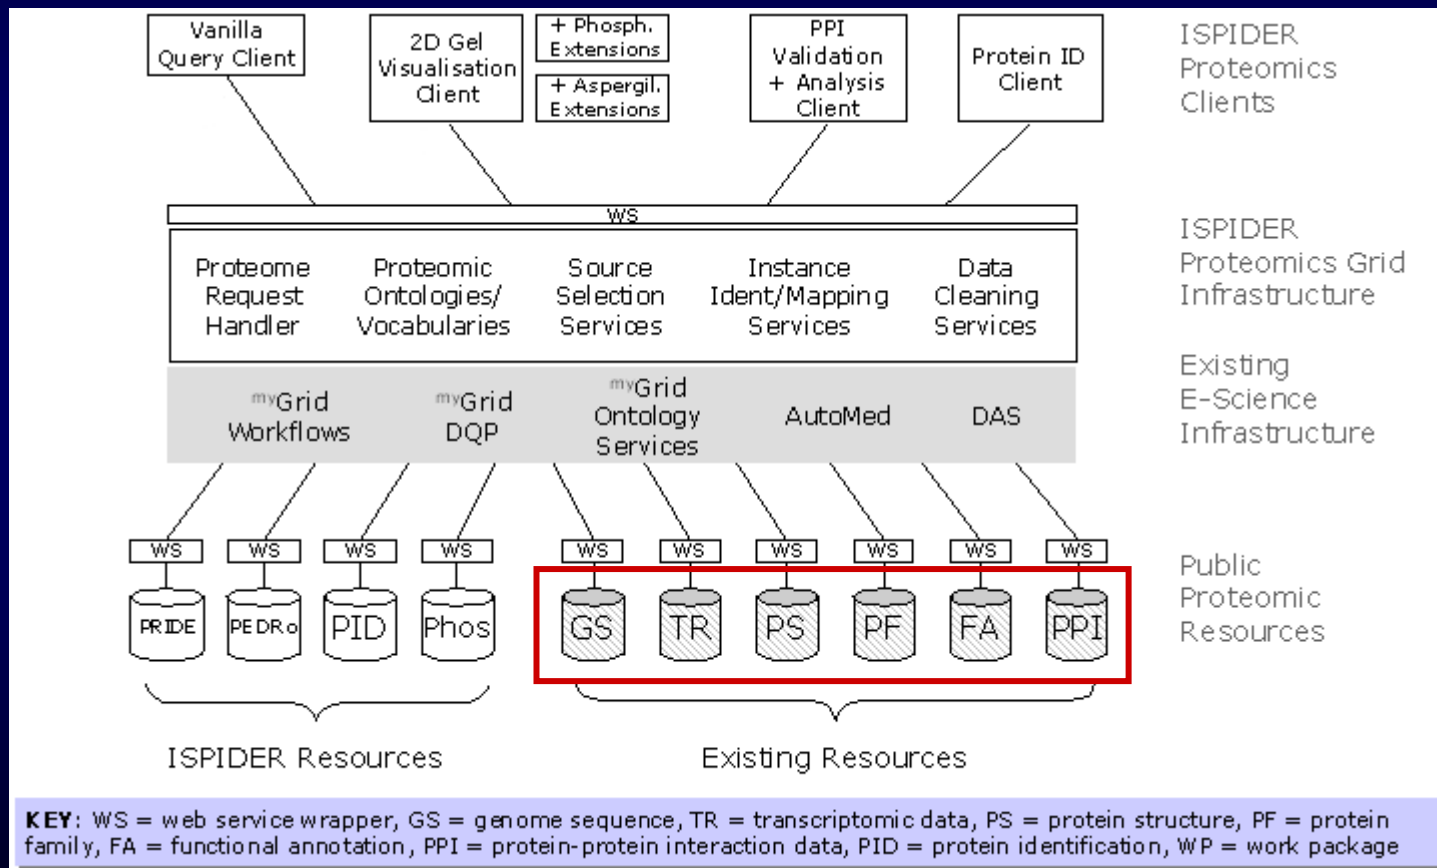 Vanilla
Query Client
2D Gel
Visualisation
Client
+ Phosph.
Extensions
+ Aspergil.
Extensions
PPI
Validation
+ Analysis
Client
Protein ID
Client
ISPIDER
Proteomics
Clients
WS
Proteome
Request
Handler
Proteomic
Ontologies/
Vocabularies
Source
Selection
Services
Instance
Ident/Mapping
Services
Data
Cleaning
Services
ISPIDER
Proteomics Grid
Infrastructure
myGrid
Workflows
myGrid
DQP
myGrid
Ontology
Services
AutoMed
DAS
Existing
E-Science
Infrastructure
WS
WS
WS
WS
WS
WS
WS
WS
WS
WS
PRIDE
PEDRo
PID
Phos
GS
TR
PS
PF
FA
PPI
Public
Proteomic
Resources
ISPIDER Resources
Existing Resources
KEY: WS = web service wrapper, GS = genome sequence, TR = transcriptomic data, PS = protein structure, PF = protein
family, FA = functional annotation, PPI = protein-protein interaction data, PID = protein identification, WP = work package